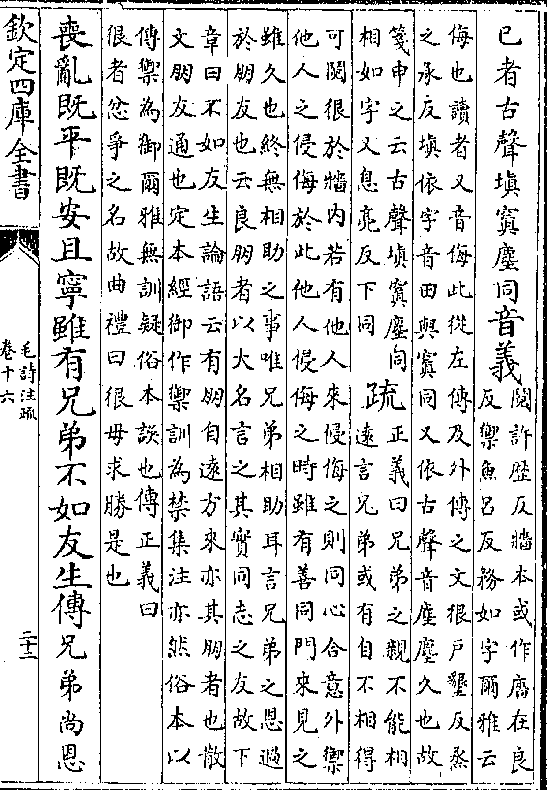 已者古聲塡寘塵同音義
鬩許歴反牆本或作廧在良
反禦魚呂反務如字爾雅云
侮也讀者又音侮此從左傳及外傳之文很戸墾反烝
之承反塡依字音田與寘同又依古聲音塵塵久也故
箋申之云古聲塡寘塵同
相如字又息亮反下同
疏
正義曰兄弟之親不能相
遠言兄弟或有自不相得
可鬩很於牆内若有他人來侵侮之則同心合意外禦
他人之侵侮於此他人侵侮之時雖有善同門來見之
雖久也終無相助之事唯兄弟相助耳言兄弟之恩過
於朋友也云良朋者以大名言之其實同志之友故下
章曰不如友生論語云有朋自逺方來亦其朋者也散
文朋友通也定本經御作禦訓為禁集注亦然俗本以
傳禦為御爾雅無訓疑俗本誤也傳正義曰
很者忿爭之名故曲禮曰很毋求勝是也
喪亂既平既安且寧雖有兄弟不如友生傳兄弟尚恩
欽定四庫全書
毛詩注疏
卷十六
二十三